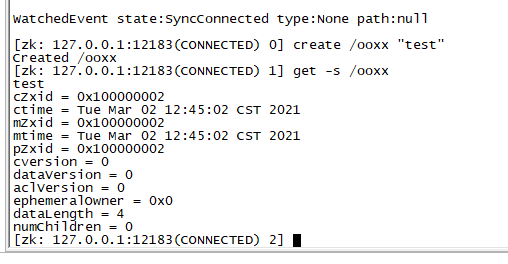 WatchedEvent state:SyncConnected type:None path:null
[zk: 127.0.0.1:12183(CONNECTED) 0] create /ooxx "test"
Created /ooxx
[zk: 127.0.0.1:12183(CONNECTED) 1] get -s /ooxx
test
cZxid = 0x100000002
ctime = Tue Mar 02 12:45:02 CST 2021
mZxid = 0x100000002
mtime = Tue Mar 02 12:45:02 CST 2021
pZxid = 0x100000002
cversion = 0
dataVersion = 0
aclVersion = 0
ephemeralOwner = 0x0
dataLength = 4
numChildren = 0
[zk: 127.0.0.1:12183(CONNECTED) 2]